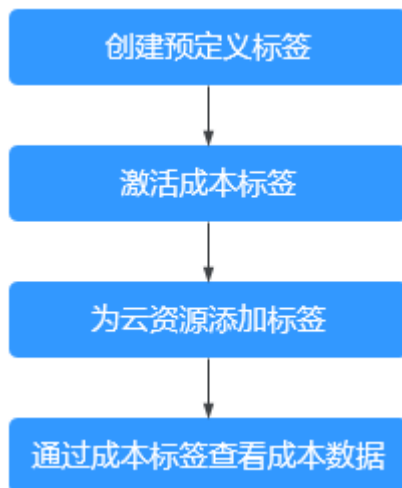 创建预定义标签
激活成本标签
为云资源添加标签
通过成本标签查看成本数据